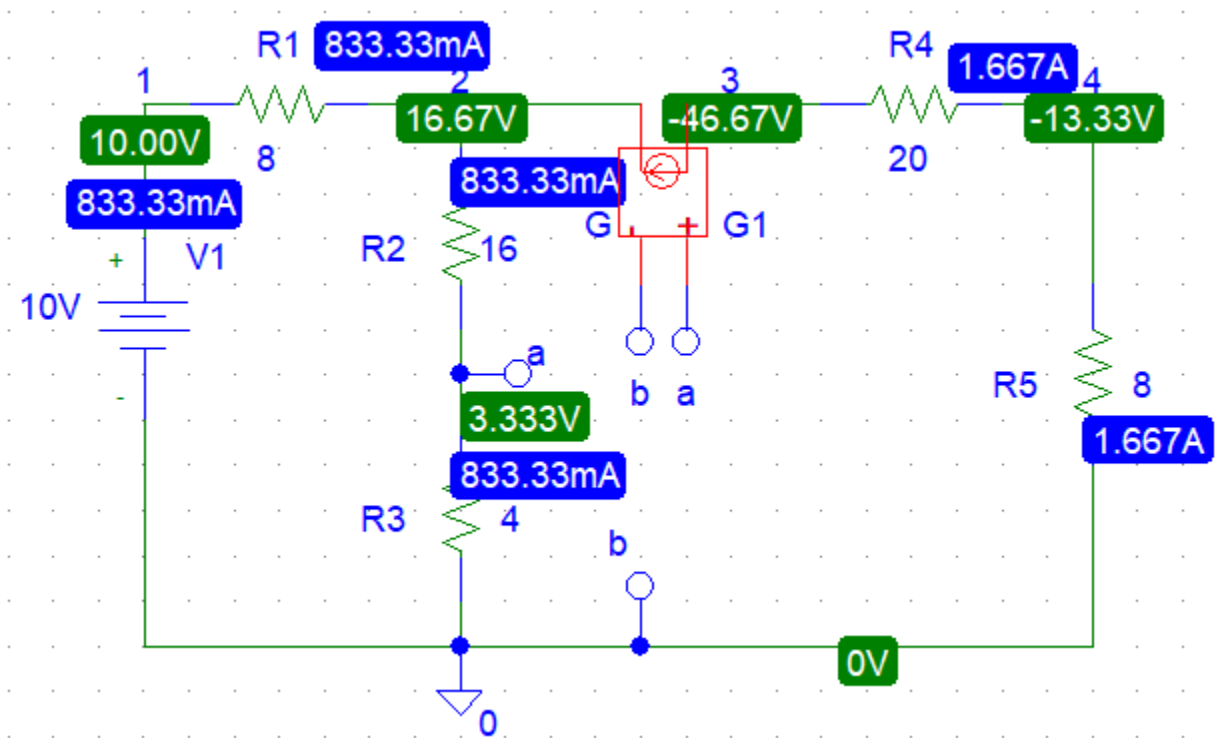 R1
833.33mA
R4
1.667A
1
2
3
4
10.00V
16.67V
-46.67V
-13.33V
8
20
833.33mA
833.33mA
G
-
+
G1
R2
16
+
V1
10V
b
a
a
R5
8
-
3.333V
1.667A
833.33mA
R3
4
b
0V
0